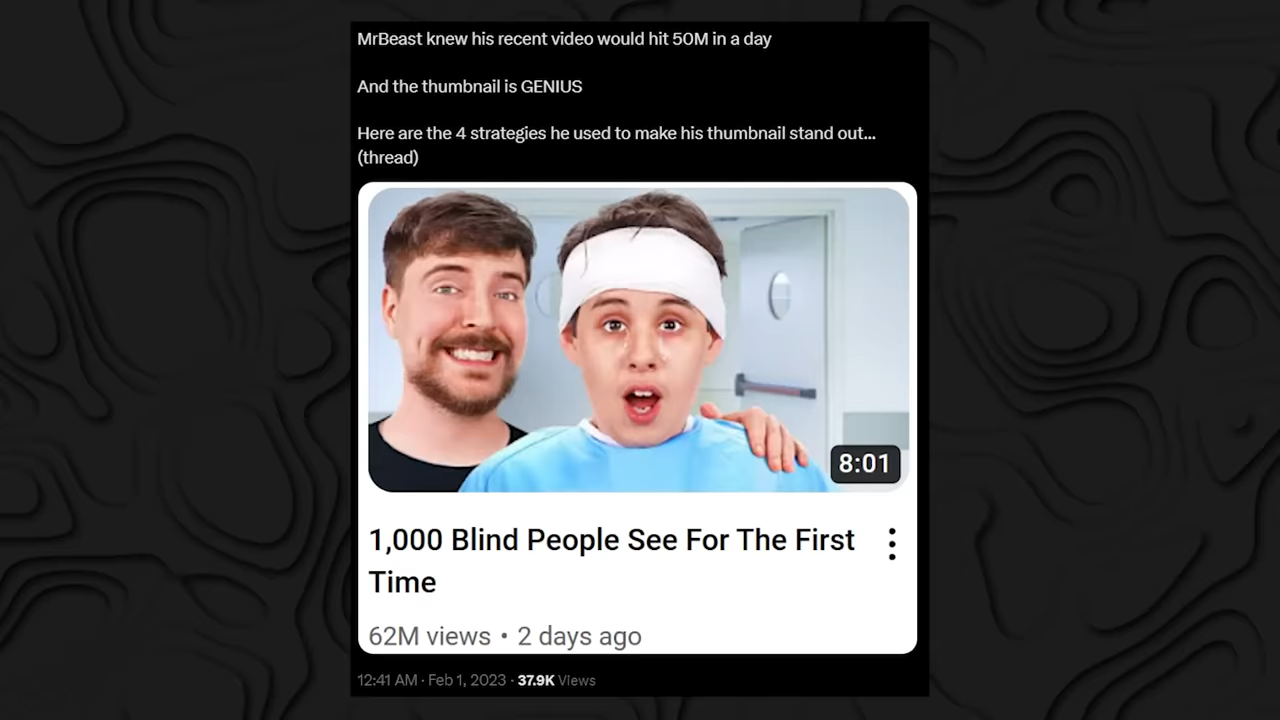 MrBeast knew his recent video would hit 50M in a day
And the thumbnail is GENIUS
Here are the 4 strategies he used to make his thumbnail stand out...
(thread)
8:01
1,000 Blind People See For The First
Time
62M views • 2 days ago
12:41 AM · Feb 1, 2023 · 37.9K Views